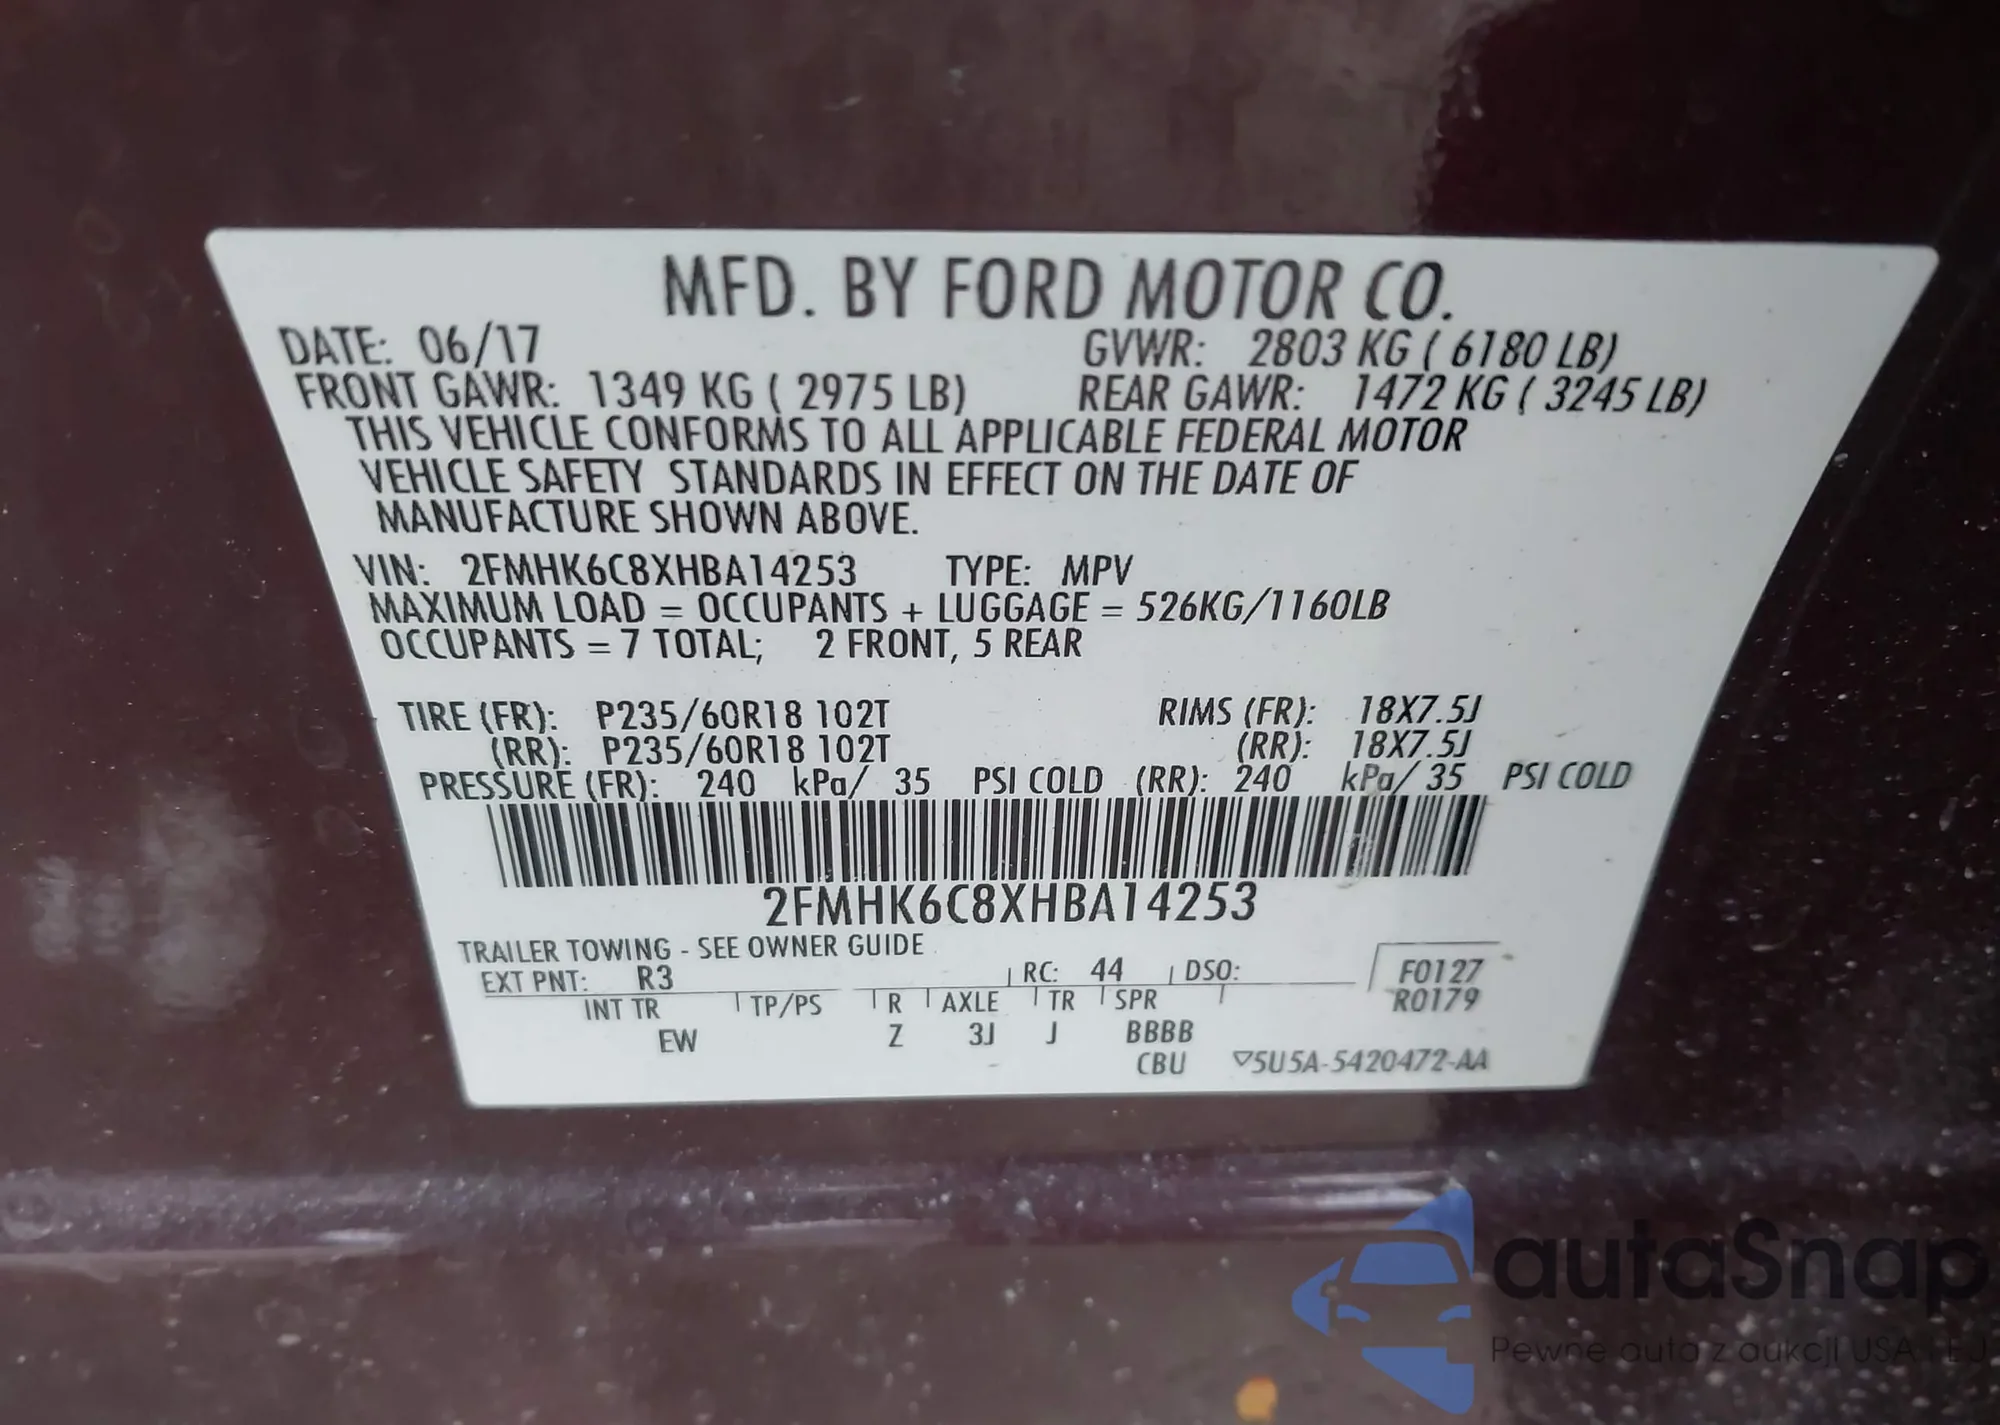 MFD. BY FORD MOTOR CO.
DATE: 06/17 GVWR: 2803 KG ( 6180 LB)
FRONT GAWR: 1349 KG ( 2975 LB) REAR GAWR: 1472 KG ( 3245 LB)
THIS VEHICLE CONFORMS TO ALL APPLICABLE FEDERAL MOTOR
VEHICLE SAFETY STANDARDS IN EFFECT ON THE DATE OF
MANUFACTURE SHOWN ABOVE.
VIN: 2FMHK6C8XHBA14253 TYPE: MPV
MAXIMUM LOAD = OCCUPANTS + LUGGAGE = 526KG/1160LB
OCCUPANTS = 7 TOTAL; 2 FRONT, 5 REAR
TIRE (FR): P235/60R18 102T RIMS (FR): 18X7.5J
(RR): P235/60R18 102T (RR): 18X7.5J
PRESSURE (FR): 240 kPa/ 35 PSI COLD (RR): 240 kPa/ 35 PSI COLD
2FMHK6C8XHBA14253
TRAILER TOWING - SEE OWNER GUIDE
EXT PNT: R3 RC: 44 DSO: F0127
INT TR TP/PS R AXLE TR SPR R0179
EW Z 3J J BBBB
CBU ▽5U5A-5420472-AA
autaSnap
Pewne auta z aukcji USA i EJ